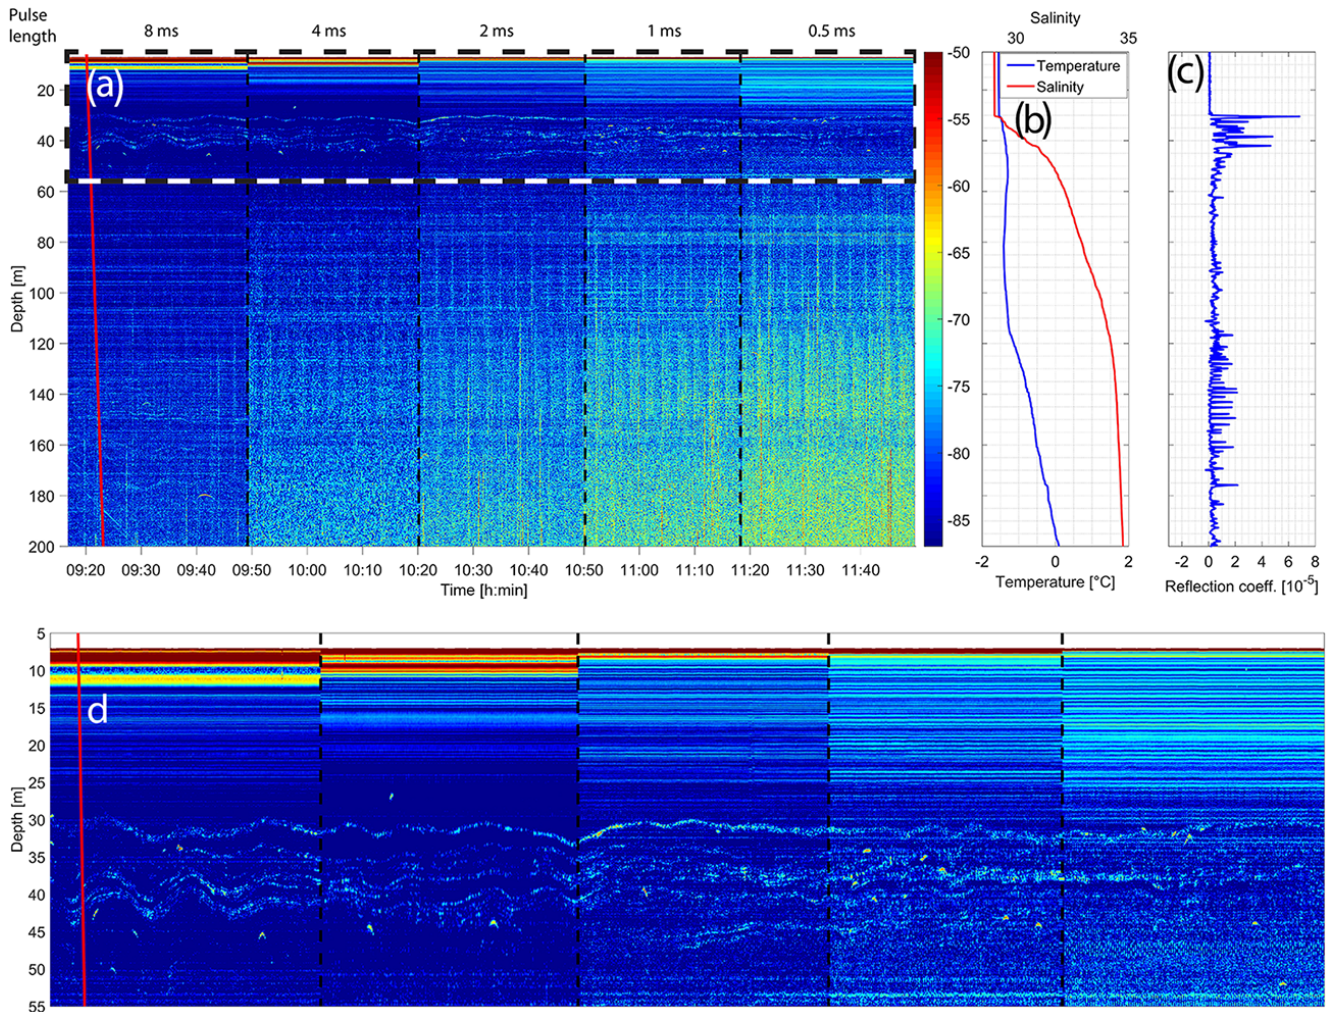 Pulse length
8 ms 4 ms 2 ms 1 ms 0.5 ms
(a)
20
40
60
80
100
120
140
160
180
200
Depth [m]
09:20 09:30 09:40 09:50 10:00 10:10 10:20 10:30 10:40 10:50 11:00 11:10 11:20 11:30 11:40
Time [h:min]
-50
-55
-60
-65
-70
-75
-80
-85
Salinity
30 35
Temperature
Salinity
(b)
-2 0 2
Temperature [°C]
(c)
-2 0 2 4 6 8
Reflection coeff. [10-5]
d
5
10
15
20
25
30
35
40
45
50
55
Depth [m]